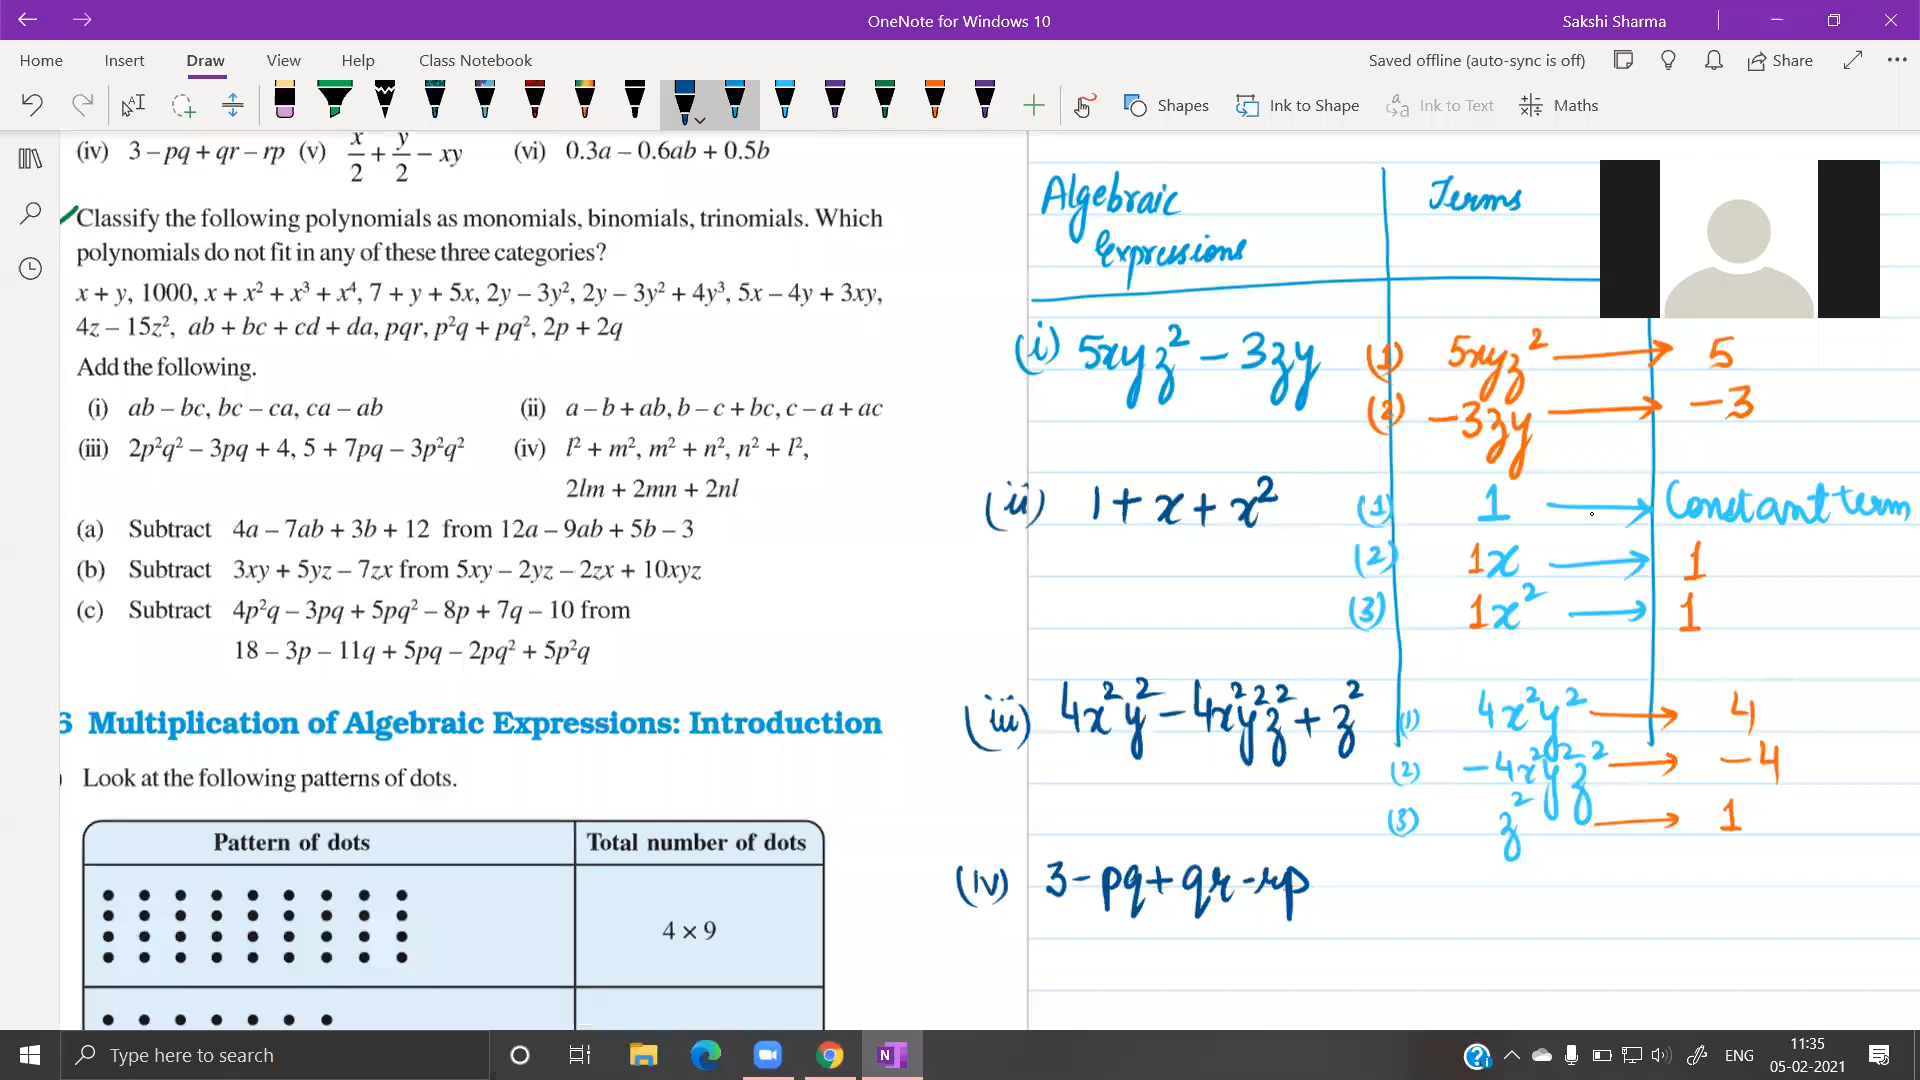 OneNote for Windows 10
Sakshi Sharma
Home Insert Draw View Help Class Notebook
Saved offline (auto-sync is off) Share
Shapes Ink to Shape Ink to Text Maths
(iv) 3 – pq + qr – rp (v) x/2 + y/2 – xy (vi) 0.3a – 0.6ab + 0.5b
Classify the following polynomials as monomials, binomials, trinomials. Which
polynomials do not fit in any of these three categories?
x + y, 1000, x + x² + x³ + x⁴, 7 + y + 5x, 2y – 3y², 2y – 3y² + 4y³, 5x – 4y + 3xy,
4z – 15z², ab + bc + cd + da, pqr, p²q + pq², 2p + 2q
Add the following.
(i) ab – bc, bc – ca, ca – ab (ii) a – b + ab, b – c + bc, c – a + ac
(iii) 2p²q² – 3pq + 4, 5 + 7pq – 3p²q² (iv) l² + m², m² + n², n² + l²,
2lm + 2mn + 2nl
(a) Subtract 4a – 7ab + 3b + 12 from 12a – 9ab + 5b – 3
(b) Subtract 3xy + 5yz – 7zx from 5xy – 2yz – 2zx + 10xyz
(c) Subtract 4p²q – 3pq + 5pq² – 8p + 7q – 10 from
18 – 3p – 11q + 5pq – 2pq² + 5p²q
6 Multiplication of Algebraic Expressions: Introduction
) Look at the following patterns of dots.
Pattern of dots Total number of dots
4 × 9
Algebraic Terms
Expressions
(i) 5xyz² – 3zy (1) 5xyz² → 5
(2) –3zy → –3
(ii) 1 + x + x² (1) 1 → Constant term
(2) 1x → 1
(3) 1x² → 1
(iii) 4x²y² – 4x²y²z² + z² (1) 4x²y² → 4
(2) –4x²y²z² → –4
(3) z² → 1
(iv) 3 – pq + qr – rp
Type here to search
ENG
11:35
05-02-2021